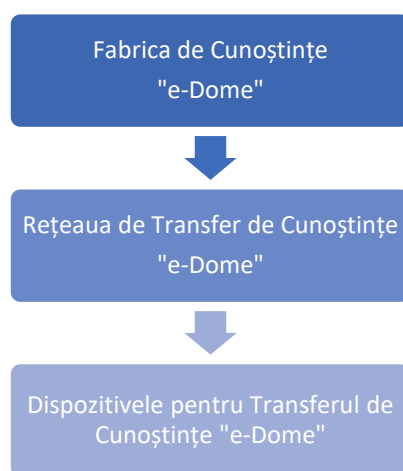 Fabrica de Cunoștințe
"e-Dome"
Rețeaua de Transfer de Cunoștințe
"e-Dome"
Dispozitivele pentru Transferul de
Cunoștințe "e-Dome"